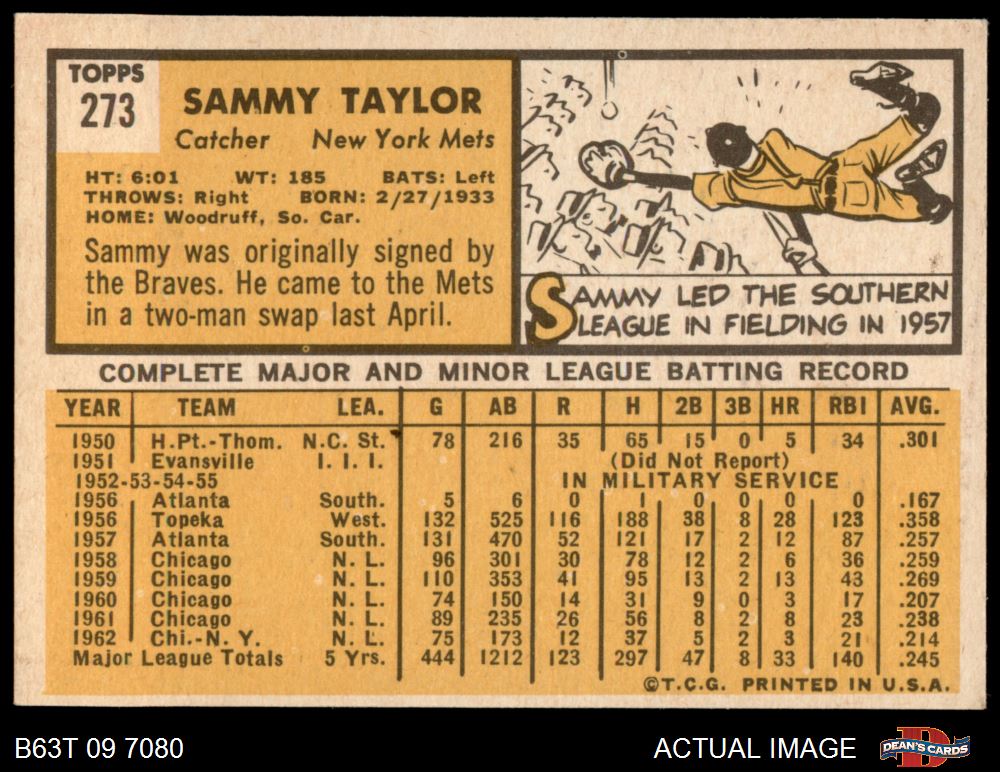 TOPPS
273
SAMMY TAYLOR
Catcher New York Mets
HT: 6:01 WT: 185 BATS: Left
THROWS: Right BORN: 2/27/1933
HOME: Woodruff, So. Car.
Sammy was originally signed by
the Braves. He came to the Mets
in a two-man swap last April.
SAMMY LED THE SOUTHERN
LEAGUE IN FIELDING IN 1957
COMPLETE MAJOR AND MINOR LEAGUE BATTING RECORD
YEAR TEAM LEA. G AB R H 2B 3B HR RBI AVG.
1950 H.Pt.-Thom. N.C. St. 78 216 35 65 15 0 5 34 .301
1951 Evansville I. I. I. (Did Not Report)
1952-53-54-55 IN MILITARY SERVICE
1956 Atlanta South. 5 6 0 1 0 0 0 0 .167
1956 Topeka West. 132 525 116 188 38 8 28 123 .358
1957 Atlanta South. 131 470 52 121 17 2 12 87 .257
1958 Chicago N. L. 96 301 30 78 12 2 6 36 .259
1959 Chicago N. L. 110 353 41 95 13 2 13 43 .269
1960 Chicago N. L. 74 150 14 31 9 0 3 17 .207
1961 Chicago N. L. 89 235 26 56 8 2 8 23 .238
1962 Chi.-N. Y. N. L. 75 173 12 37 5 2 3 21 .214
Major League Totals 5 Yrs. 444 1212 123 297 47 8 33 140 .245
©T.C.G. PRINTED IN U.S.A.
B63T 09 7080 ACTUAL IMAGE DEAN'S CARDS